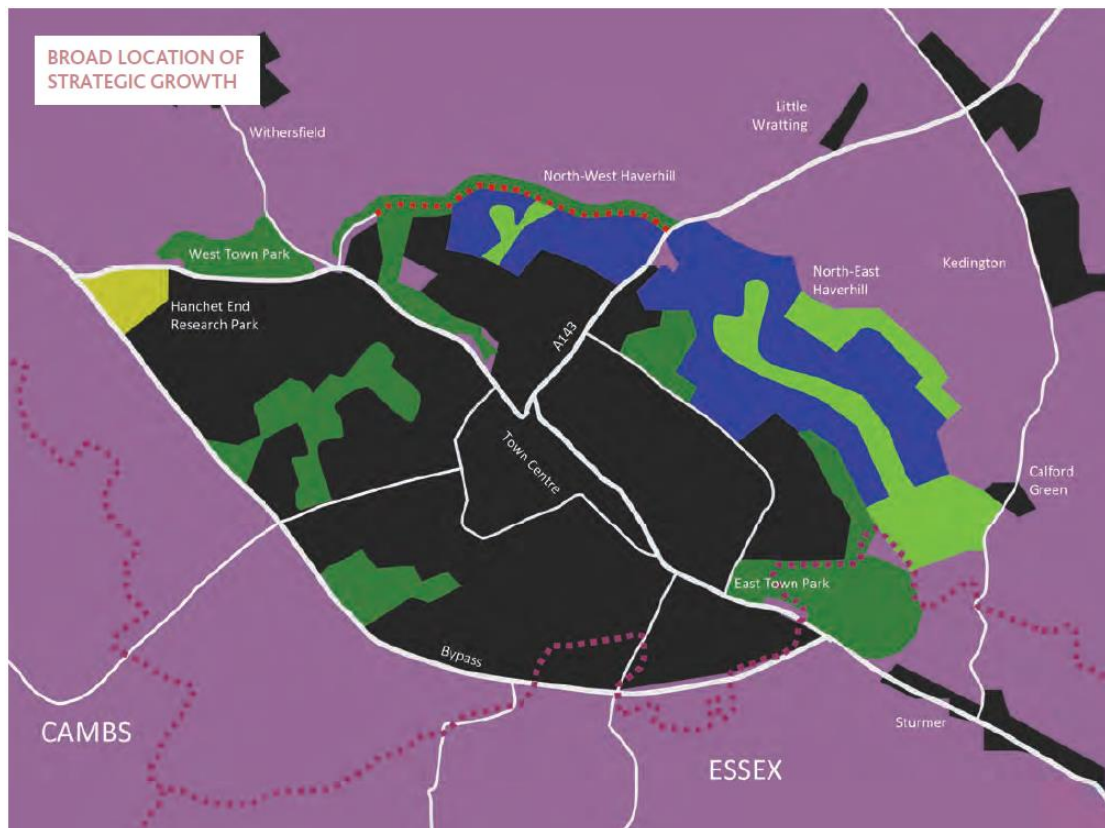 BROAD LOCATION OF
STRATEGIC GROWTH
Withersfield
Little
Wratting
North-West Haverhill
West Town Park
Kedington
North-East
Haverhill
Hanchet End
Research Park
A143
Town Centre
Calford
Green
East Town Park
Bypass
Sturmer
CAMBS
ESSEX